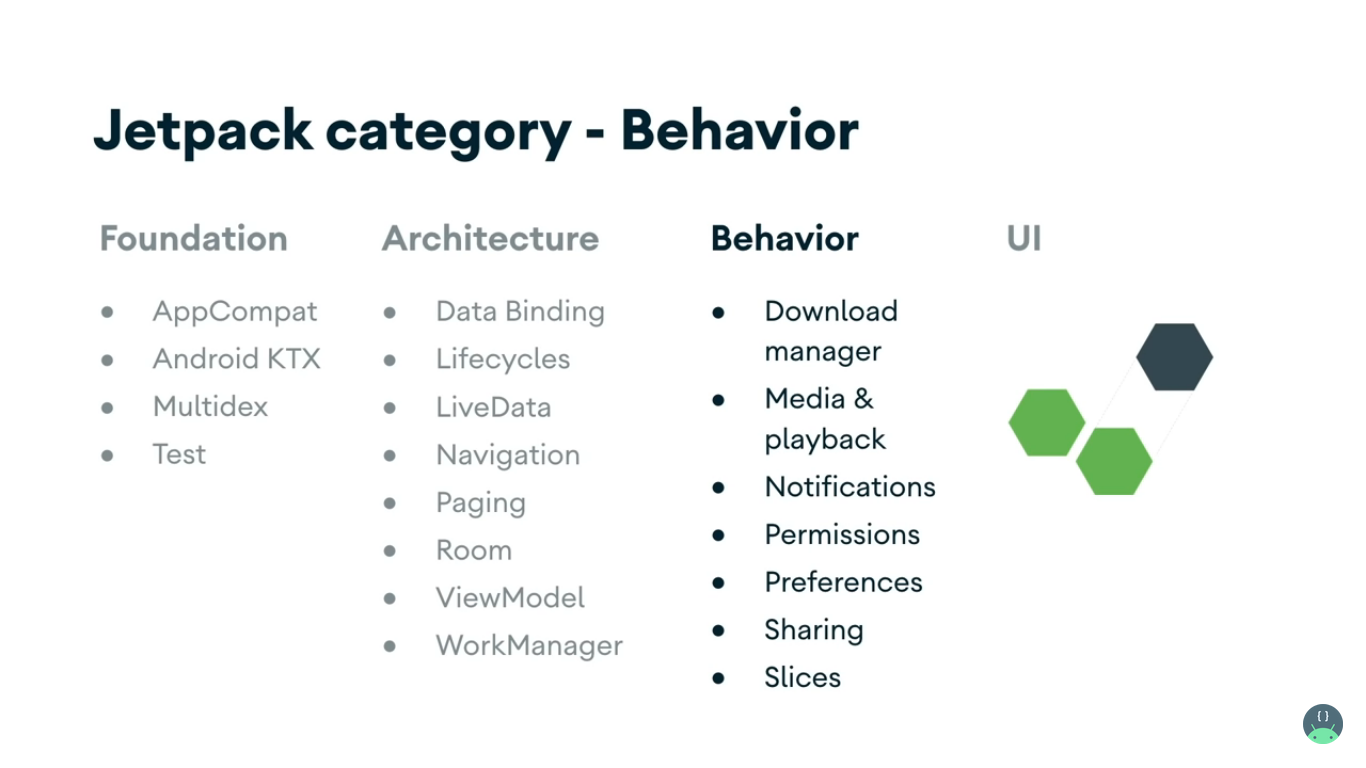 Jetpack category - Behavior
Foundation
● AppCompat
● Android KTX
● Multidex
● Test
Architecture
● Data Binding
● Lifecycles
● LiveData
● Navigation
● Paging
● Room
● ViewModel
● WorkManager
Behavior
● Download
manager
● Media &
playback
● Notifications
● Permissions
● Preferences
● Sharing
● Slices
UI
{ }